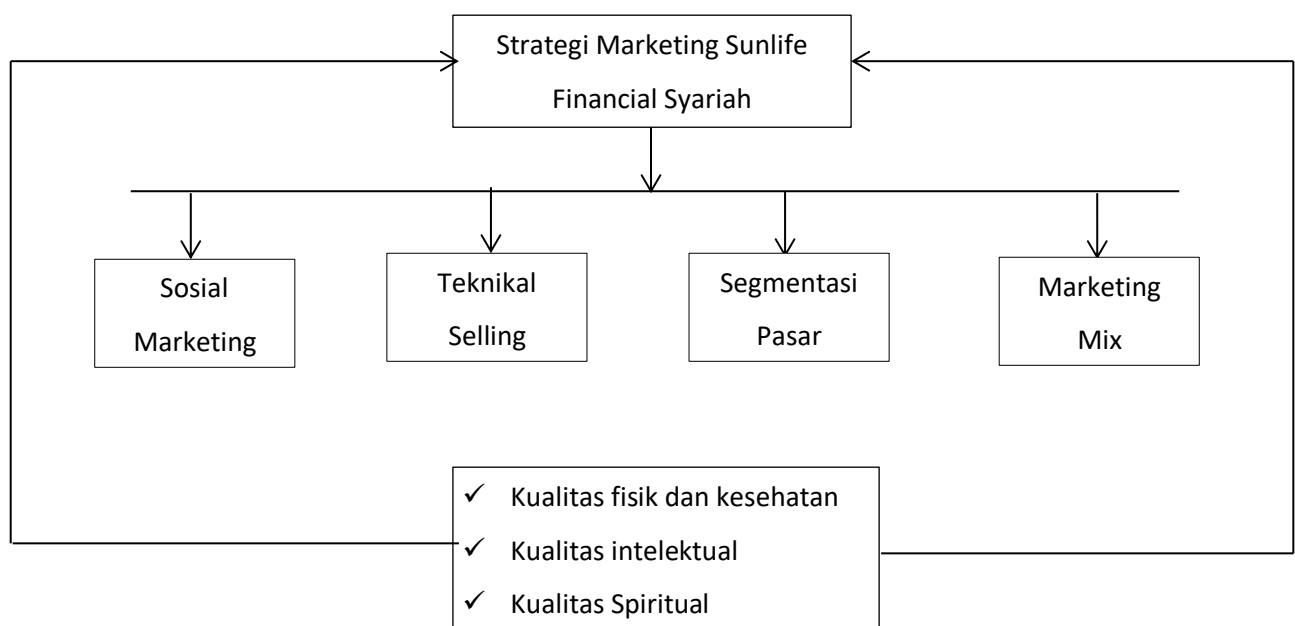 Strategi Marketing Sunlife
Financial Syariah
Sosial
Marketing
Teknikal
Selling
Segmentasi
Pasar
Marketing
Mix
✓ Kualitas fisik dan kesehatan
✓ Kualitas intelektual
✓ Kualitas Spiritual